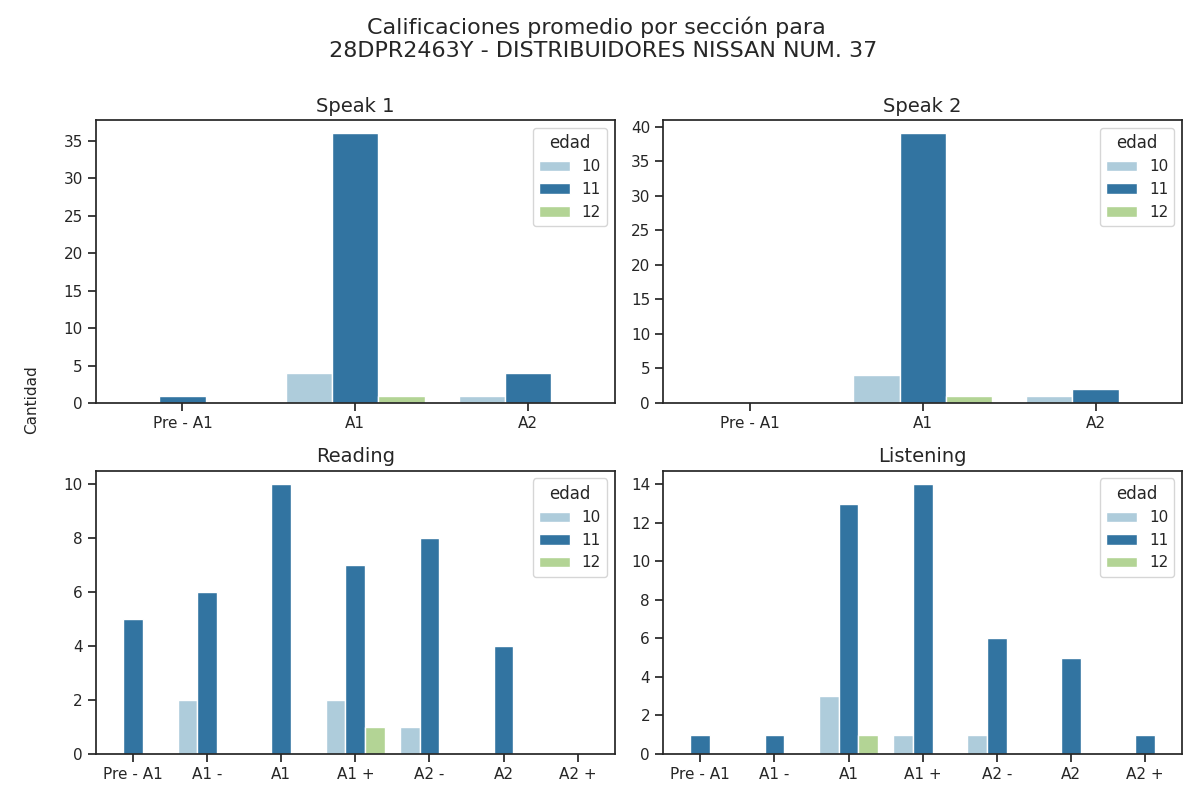 Calificaciones promedio por sección para
28DPR2463Y - DISTRIBUIDORES NISSAN NUM. 37
Speak 1
35
30
25
20
15
10
5
0
Pre - A1
A1
A2
edad
10
11
12
Speak 2
40
35
30
25
20
15
10
5
0
Pre - A1
A1
A2
edad
10
11
12
Cantidad
Reading
10
8
6
4
2
0
Pre - A1
A1 -
A1
A1 +
A2 -
A2
A2 +
edad
10
11
12
Listening
14
12
10
8
6
4
2
0
Pre - A1
A1 -
A1
A1 +
A2 -
A2
A2 +
edad
10
11
12